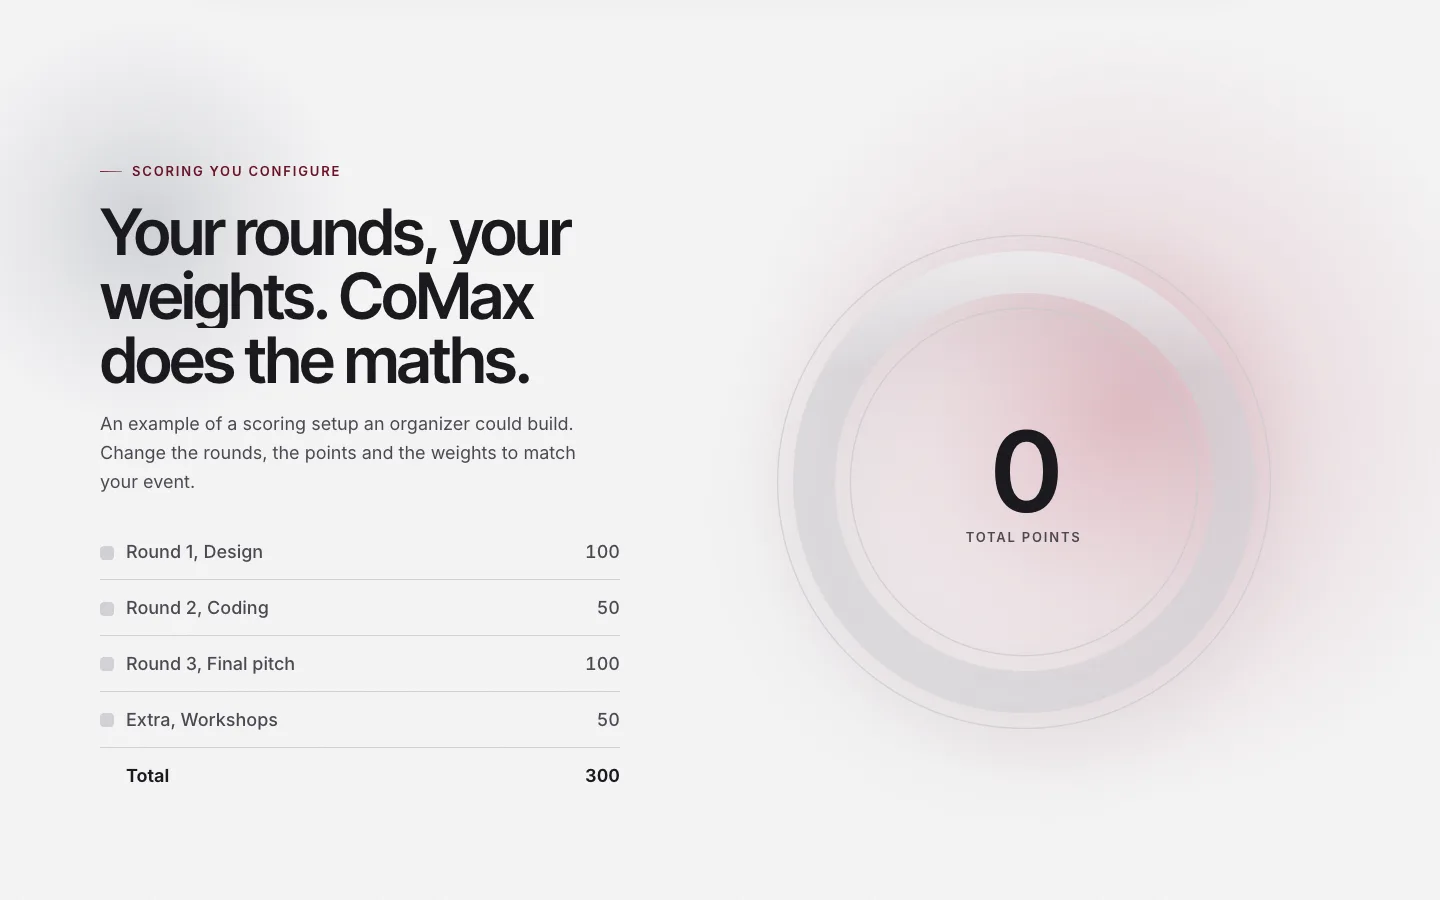 SCORING YOU CONFIGURE
Your rounds, your
weights. CoMax
does the maths.
An example of a scoring setup an organizer could build.
Change the rounds, the points and the weights to match
your event.
Round 1, Design 100
Round 2, Coding 50
Round 3, Final pitch 100
Extra, Workshops 50
Total 300
0
TOTAL POINTS